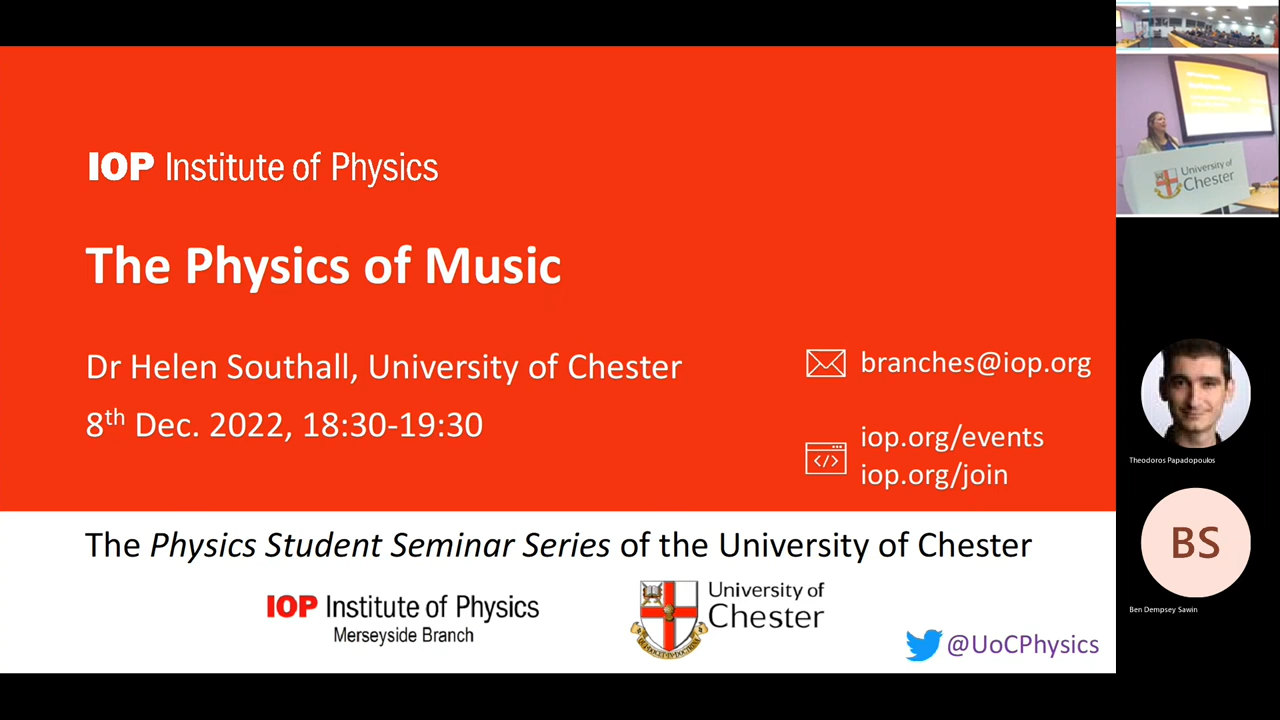 IOP Institute of Physics
The Physics of Music
Dr Helen Southall, University of Chester
8th Dec. 2022, 18:30-19:30
branches@iop.org
iop.org/events
iop.org/join
The Physics Student Seminar Series of the University of Chester
IOP Institute of Physics
Merseyside Branch
University of
Chester
@UoCPhysics
University of
Chester
Theodoros Papadopoulos
BS
Ben Dempsey Sawin